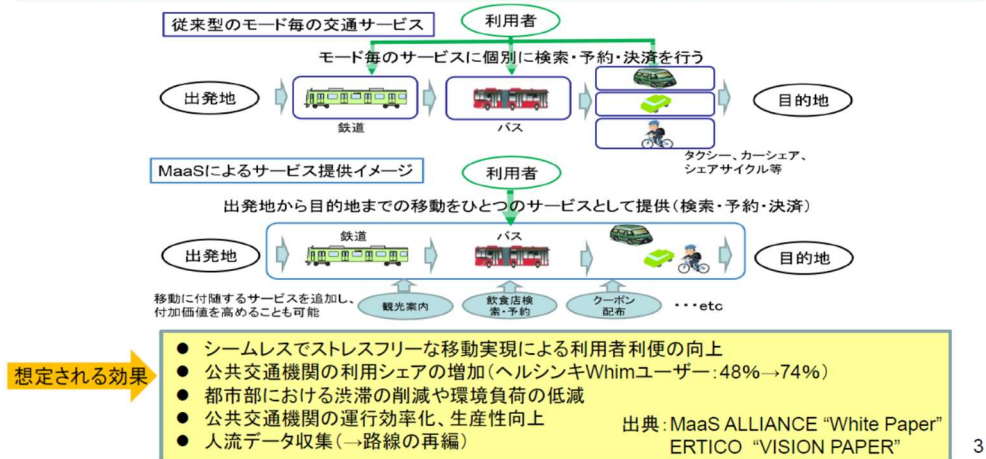 従来型のモード毎の交通サービス
利用者
モード毎のサービスに個別に検索・予約・決済を行う
出発地
鉄道
バス
目的地
タクシー、カーシェア、
シェアサイクル等
MaaSによるサービス提供イメージ
利用者
出発地から目的地までの移動をひとつのサービスとして提供(検索・予約・決済)
出発地
鉄道
バス
目的地
移動に付随するサービスを追加し、
付加価値を高めることも可能
観光案内
飲食店検
索・予約
クーポン
配布
・・・etc
想定される効果
● シームレスでストレスフリーな移動実現による利用者利便の向上
● 公共交通機関の利用シェアの増加(ヘルシンキWhimユーザー:48%→74%)
● 都市部における渋滞の削減や環境負荷の低減
● 公共交通機関の運行効率化、生産性向上
● 人流データ収集(→路線の再編)
出典:MaaS ALLIANCE “White Paper”
ERTICO “VISION PAPER”
3